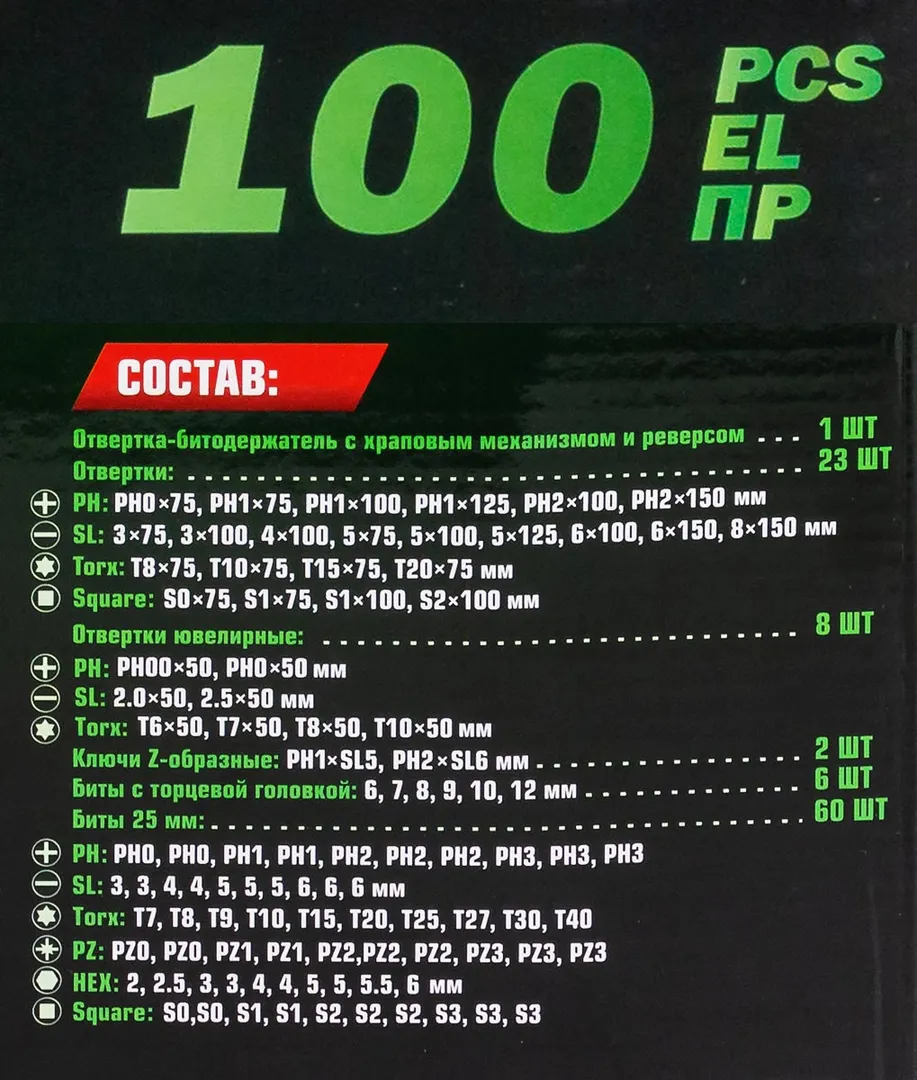 100
PCS
EL
ПР
СОСТАВ:
Отвертка-битодержатель с храповым механизмом и реверсом ... 1 ШТ
Отвертки: ........................................ 23 ШТ
PH: PH0×75, PH1×75, PH1×100, PH1×125, PH2×100, PH2×150 мм
SL: 3×75, 3×100, 4×100, 5×75, 5×100, 5×125, 6×100, 6×150, 8×150 мм
Torx: T8×75, T10×75, T15×75, T20×75 мм
Square: S0×75, S1×75, S1×100, S2×100 мм
Отвертки ювелирные: ............................... 8 ШТ
PH: PH00×50, PH0×50 мм
SL: 2.0×50, 2.5×50 мм
Torx: T6×50, T7×50, T8×50, T10×50 мм
Ключи Z-образные: PH1×SL5, PH2×SL6 мм .................. 2 ШТ
Биты с торцевой головкой: 6, 7, 8, 9, 10, 12 мм .............. 6 ШТ
Биты 25 мм: ....................................... 60 ШТ
PH: PH0, PH0, PH1, PH1, PH2, PH2, PH2, PH3, PH3, PH3
SL: 3, 3, 4, 4, 5, 5, 5, 6, 6, 6 мм
Torx: T7, T8, T9, T10, T15, T20, T25, T27, T30, T40
PZ: PZ0, PZ0, PZ1, PZ1, PZ2,PZ2, PZ2, PZ3, PZ3, PZ3
HEX: 2, 2.5, 3, 3, 4, 4, 5, 5, 5.5, 6 мм
Square: S0,S0, S1, S1, S2, S2, S2, S3, S3, S3